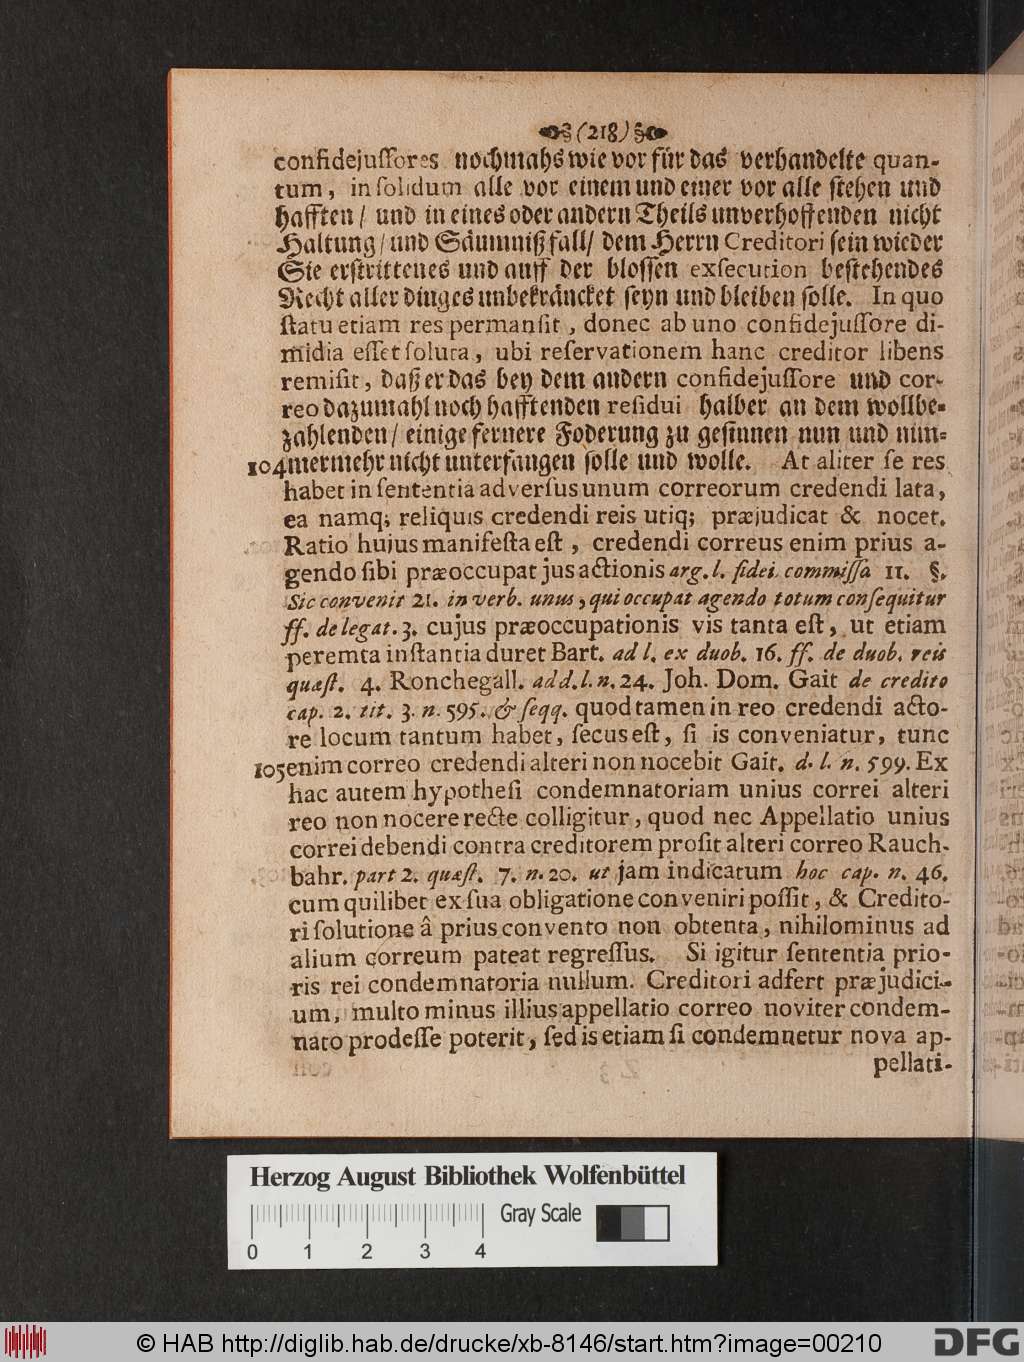 (218)
confidejussores nochmahs wie vor für das verhandelte quan-
tum, in solidum alle vor einem und einer vor alle stehen und
hafften / und in eines oder andern Theils unverhoffenden nicht
Haltung / und Säumnißfall / dem Herrn Creditori sein wieder
Sie erstrittenes und auff der blossen exsecution bestehendes
Recht aller dinges unbekräncket seyn und bleiben solle. In quo
statu etiam res permansit, donec ab uno confidejussore di-
midia esset soluta, ubi reservationem hanc creditor libens
remisit, daß er das bey dem andern confidejussore und cor-
reo dazumahl noch hafftenden residui halber an dem wollbe-
zahlenden / einige fernere Foderung zu gesinnen nun und nim-
104 mermehr nicht unterfangen solle und wolle. At aliter se res
habet in sententia adversus unum correorum credendi lata,
ea namq; reliquis credendi reis utiq; præjudicat & nocet.
Ratio hujus manifesta est, credendi correus enim prius a-
gendo sibi præoccupat jus actionis arg. l. fidei commissa 11. §.
Sic convenit 21. in verb. unus, qui occupat agendo totum consequitur
ff. de legat. 3. cujus præoccupationis vis tanta est, ut etiam
peremta instantia duret Bart. ad l. ex duob. 16. ff. de duob. reis
quæst. 4. Ronchegall. add. l. n. 24. Joh. Dom. Gait de credito
cap. 2. tit. 3. n. 595. & seqq. quod tamen in reo credendi acto-
re locum tantum habet, secus est, si is conveniatur, tunc
105 enim correo credendi alteri non nocebit Gait. d. l. n. 599. Ex
hac autem hypothesi condemnatoriam unius correi alteri
reo non nocere recte colligitur, quod nec Appellatio unius
correi debendi contra creditorem prosit alteri correo Rauch-
bahr. part 2. quæst. 7. n. 20. ut jam indicatum hoc cap. n. 46.
cum quilibet ex sua obligatione conveniri possit, & Credito-
ri solutione â prius convento non obtenta, nihilominus ad
alium correum pateat regressus. Si igitur sententia prio-
ris rei condemnatoria nullum Creditori adfert præjudici-
um, multo minus illius appellatio correo noviter condem-
nato prodesse poterit, sed is etiam si condemnetur nova ap-
pellati-
Herzog August Bibliothek Wolfenbüttel
Gray Scale
0 1 2 3 4
© HAB http://diglib.hab.de/drucke/xb-8146/start.htm?image=00210
DFG